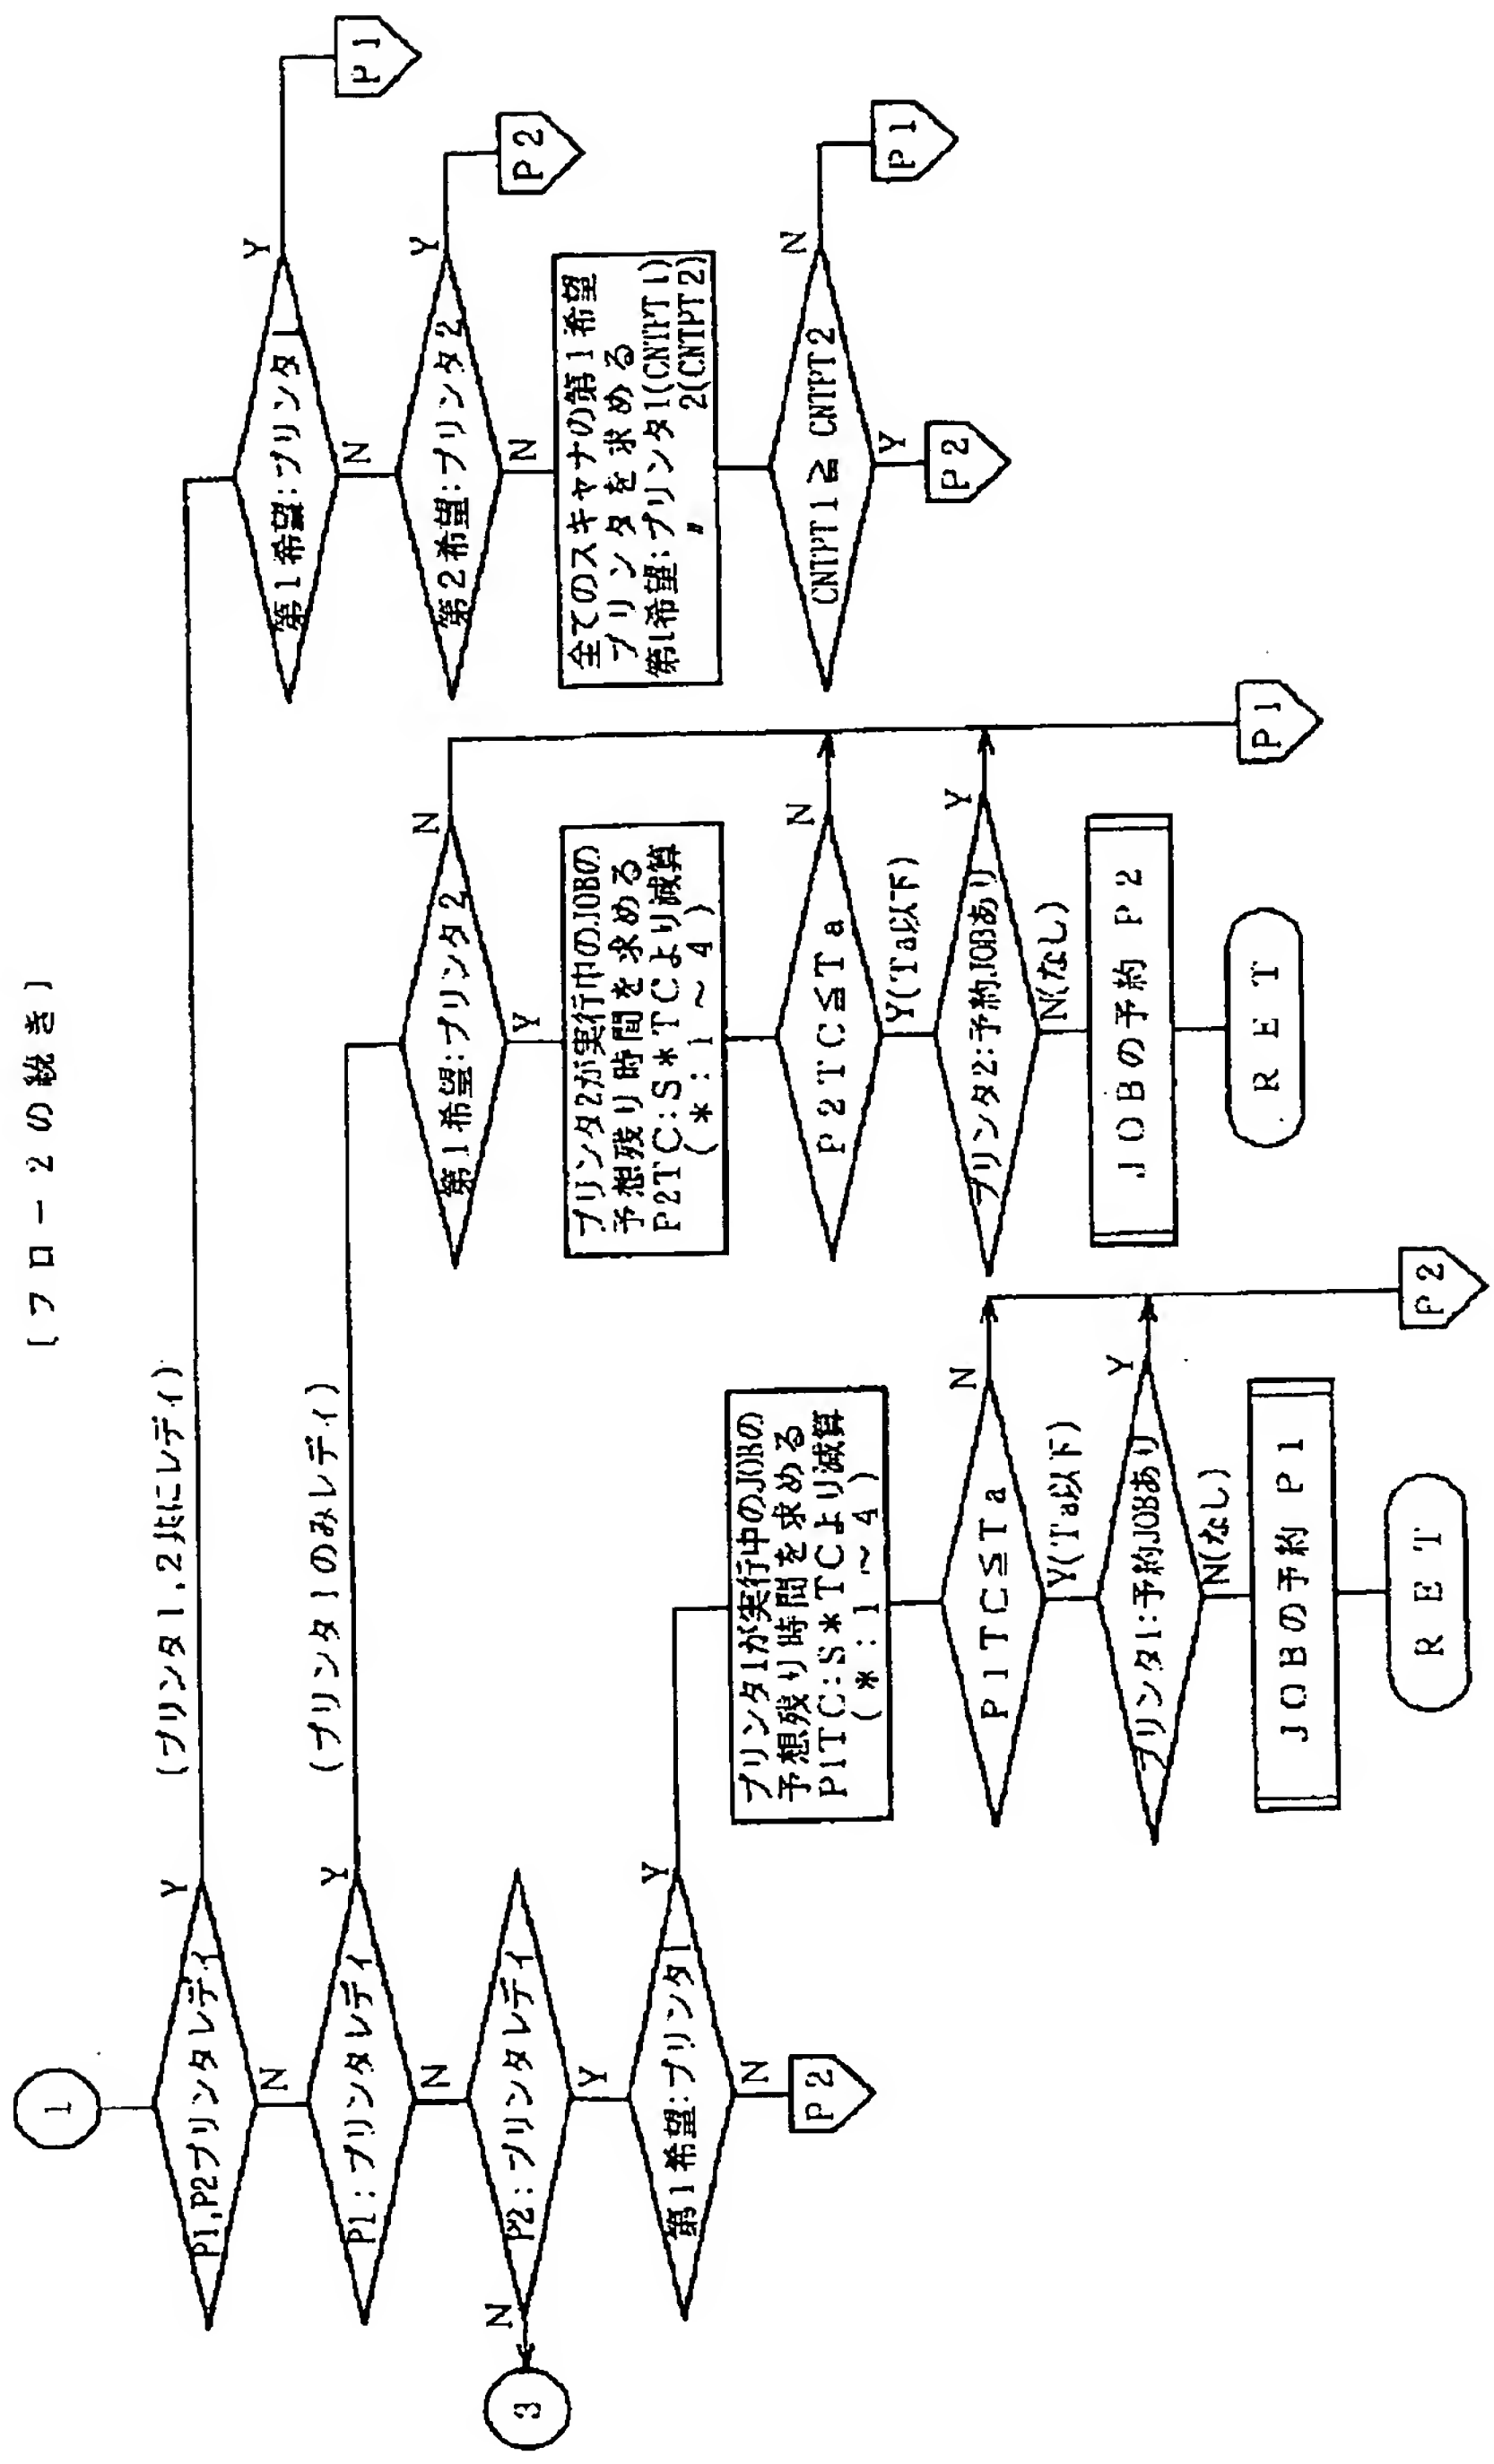 [フロー2の続き]
1
P1,P2プリンタレディ
Y
(プリンタ1,2共にレディ)
N
P1:プリンタレディ
Y
(プリンタ1のみレディ)
N
P2:プリンタレディ
N
3
Y
第1希望:プリンタ1
Y
N
P2
プリンタ1が実行中のJOBの
予想残り時間を求める
P1TC:S*TCより減算
(*:1~4)
P1TC≦Ta
N
Y(Ta以下)
プリンタ1:予約JOBあり
Y
N(なし)
JOBの予約 P1
RET
P2
第1希望:プリンタ2
N
Y
プリンタ2が実行中のJOBの
予想残り時間を求める
P2TC:S*TCより減算
(*:1~4)
P2TC≦Ta
N
Y(Ta以下)
プリンタ2:予約JOBあり
Y
N(なし)
JOBの予約 P2
RET
P1
第1希望:プリンタ1
Y
P1
N
第2希望:プリンタ2
Y
P2
N
全てのスキャナの第1希望
プリンタを求める
第1希望:プリンタ1(CNTPT1)
〃 2(CNTPT2)
CNTPT1≧CNTPT2
N
P1
Y
P2